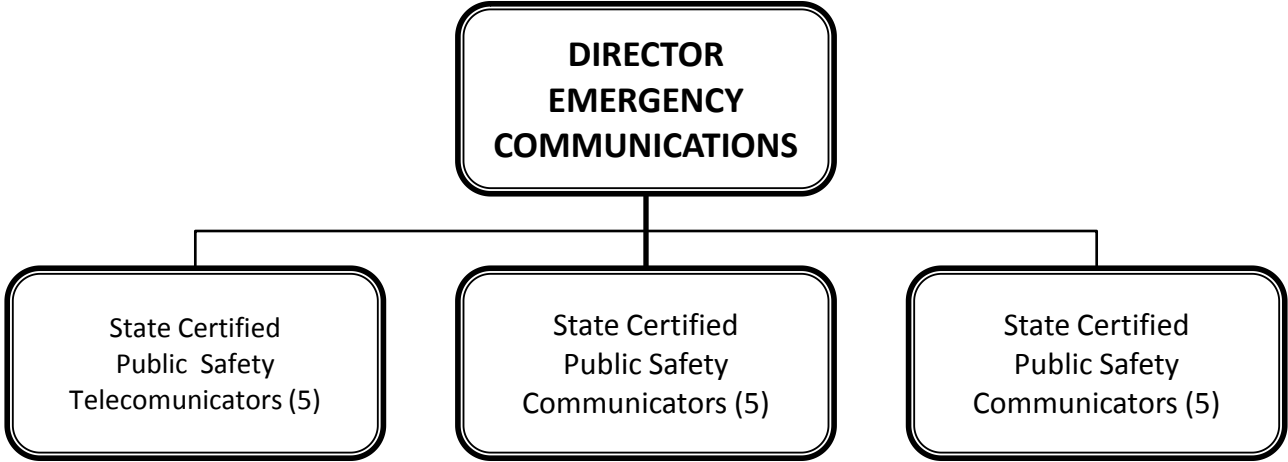 DIRECTOR
EMERGENCY
COMMUNICATIONS
State Certified
Public Safety
Telecomunicators (5)
State Certified
Public Safety
Communicators (5)
State Certified
Public Safety
Communicators (5)